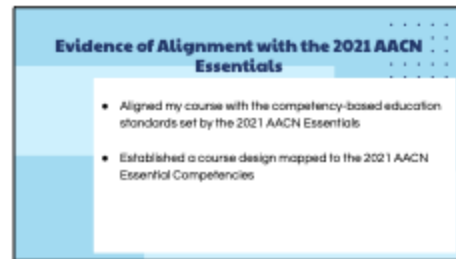 Evidence of Alignment with the 2021 AACN
Essentials
• Aligned my course with the competency-based education
standards set by the 2021 AACN Essentials
• Established a course design mapped to the 2021 AACN
Essential Competencies